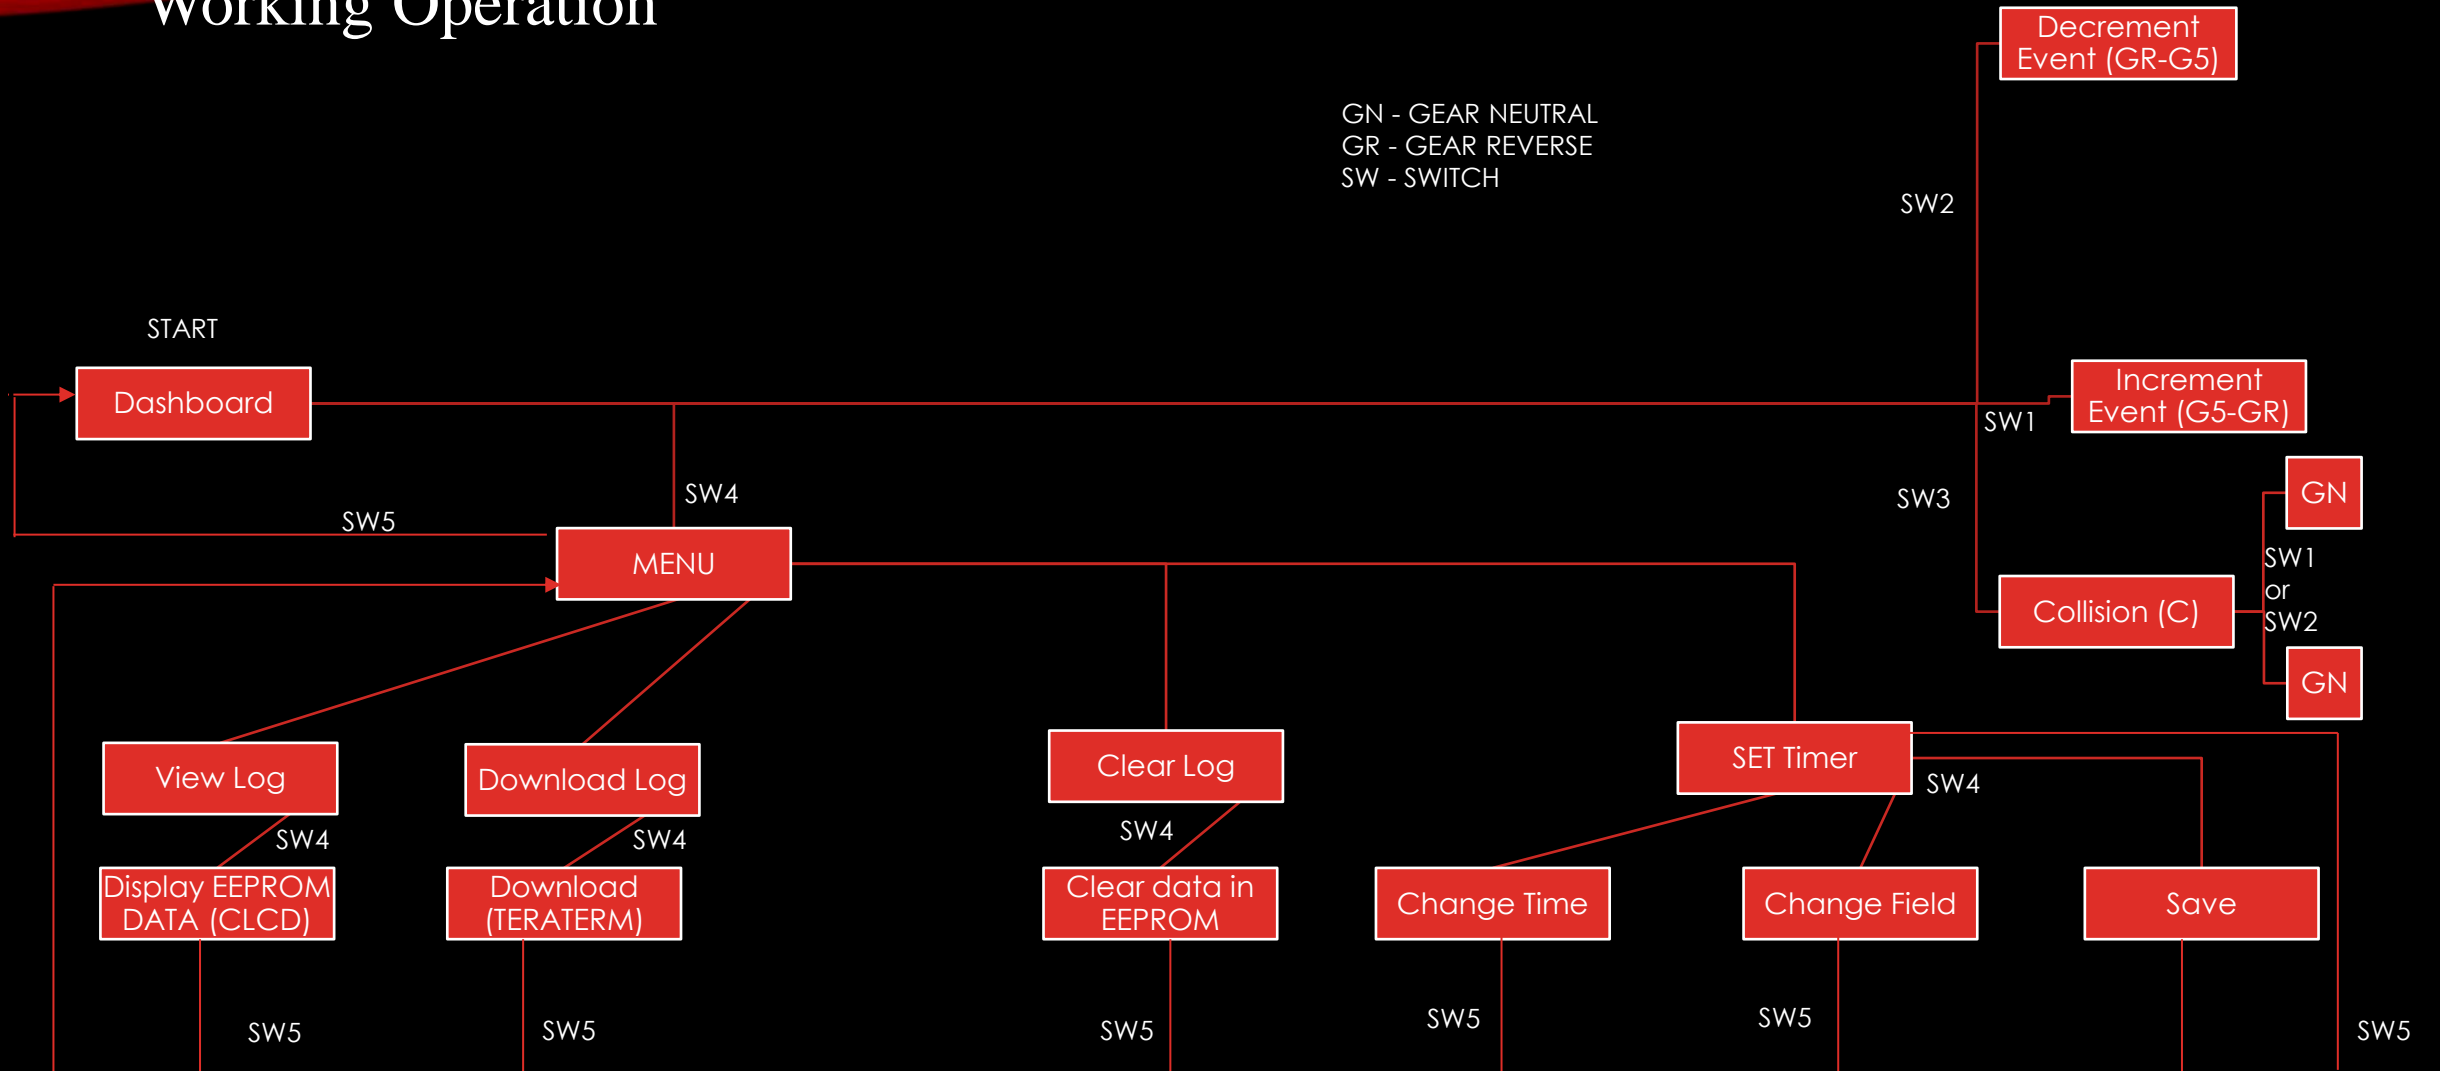 Working Operation
Decrement
Event (GR-G5)
GN - GEAR NEUTRAL
GR - GEAR REVERSE
SW - SWITCH
SW2
START
Dashboard
Increment
Event (G5-GR)
SW1
SW4
SW3
GN
SW5
MENU
SW1
or
SW2
Collision (C)
GN
View Log
Download Log
Clear Log
SET Timer
SW4
SW4
SW4
SW4
Display EEPROM
DATA (CLCD)
Download
(TERATERM)
Clear data in
EEPROM
Change Time
Change Field
Save
SW5
SW5
SW5
SW5
SW5
SW5